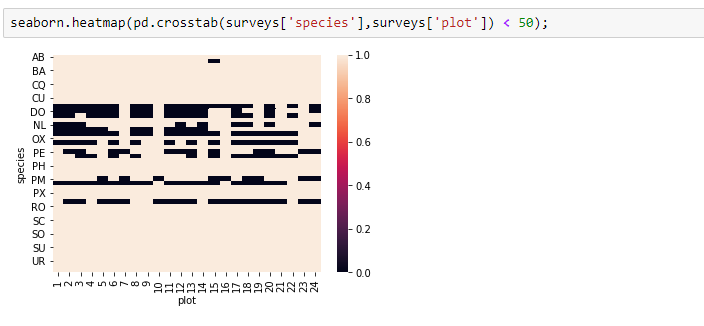 seaborn.heatmap(pd.crosstab(surveys['species'],surveys['plot']) < 50);
AB
BA
CQ
CU
DO
NL
OX
PE
PH
PM
PX
RO
SC
SO
SU
UR
species
1 2 3 4 5 6 7 8 9 10 11 12 13 14 15 16 17 18 19 20 21 22 23 24
plot
1.0
0.8
0.6
0.4
0.2
0.0